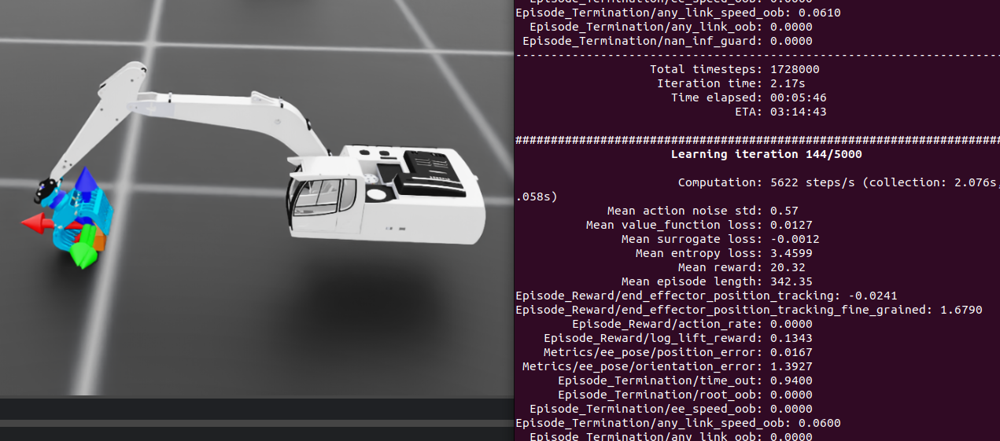 Episode_Termination/ee_speed_oob: 0.0000
Episode_Termination/any_link_speed_oob: 0.0610
Episode_Termination/any_link_oob: 0.0000
Episode_Termination/nan_inf_guard: 0.0000
--------------------------------------------------------------------------------
Total timesteps: 1728000
Iteration time: 2.17s
Time elapsed: 00:05:46
ETA: 03:14:43
################################################################################
Learning iteration 144/5000
Computation: 5622 steps/s (collection: 2.076s,
.058s)
Mean action noise std: 0.57
Mean value_function loss: 0.0127
Mean surrogate loss: -0.0012
Mean entropy loss: 3.4599
Mean reward: 20.32
Mean episode length: 342.35
Episode_Reward/end_effector_position_tracking: -0.0241
Episode_Reward/end_effector_position_tracking_fine_grained: 1.6790
Episode_Reward/action_rate: 0.0000
Episode_Reward/log_lift_reward: 0.1343
Metrics/ee_pose/position_error: 0.0167
Metrics/ee_pose/orientation_error: 1.3927
Episode_Termination/time_out: 0.9400
Episode_Termination/root_oob: 0.0000
Episode_Termination/ee_speed_oob: 0.0000
Episode_Termination/any_link_speed_oob: 0.0600
Episode_Termination/any_link_oob: 0.0000